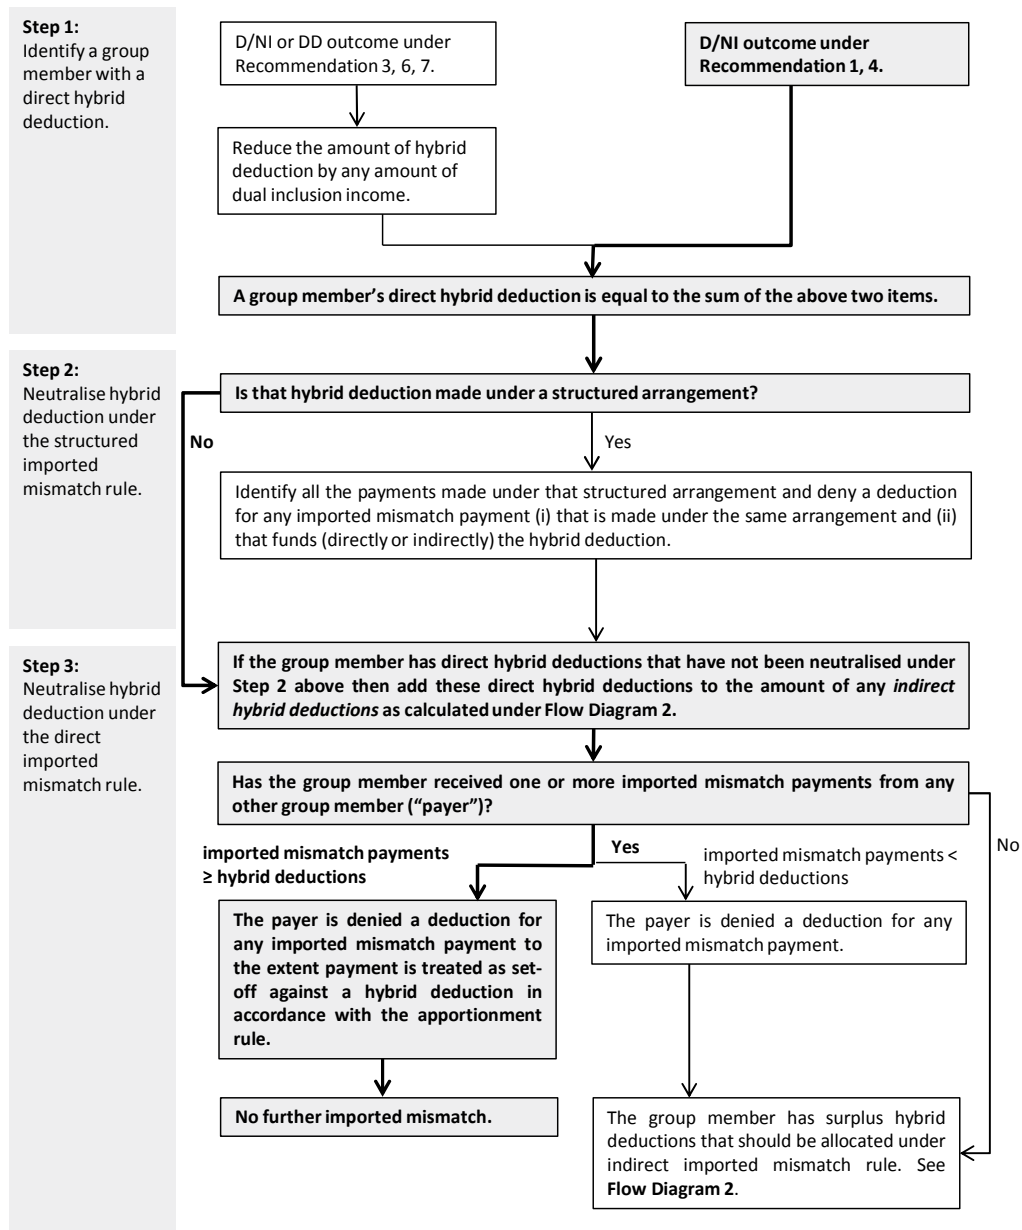 Step 1:
Identify a group
member with a
direct hybrid
deduction.
D/NI or DD outcome under
Recommendation 3, 6, 7.
D/NI outcome under
Recommendation 1, 4.
Reduce the amount of hybrid
deduction by any amount of
dual inclusion income.
A group member’s direct hybrid deduction is equal to the sum of the above two items.
Step 2:
Neutralise hybrid
deduction under
the structured
imported
mismatch rule.
Is that hybrid deduction made under a structured arrangement?
No
Yes
Identify all the payments made under that structured arrangement and deny a deduction
for any imported mismatch payment (i) that is made under the same arrangement and (ii)
that funds (directly or indirectly) the hybrid deduction.
Step 3:
Neutralise hybrid
deduction under
the direct
imported
mismatch rule.
If the group member has direct hybrid deductions that have not been neutralised under
Step 2 above then add these direct hybrid deductions to the amount of any indirect
hybrid deductions as calculated under Flow Diagram 2.
Has the group member received one or more imported mismatch payments from any
other group member (“payer”)?
No
Yes
imported mismatch payments
≥ hybrid deductions
imported mismatch payments <
hybrid deductions
The payer is denied a deduction for
any imported mismatch payment to
the extent payment is treated as set-
off against a hybrid deduction in
accordance with the apportionment
rule.
The payer is denied a deduction for any
imported mismatch payment.
No further imported mismatch.
The group member has surplus hybrid
deductions that should be allocated under
indirect imported mismatch rule. See
Flow Diagram 2.